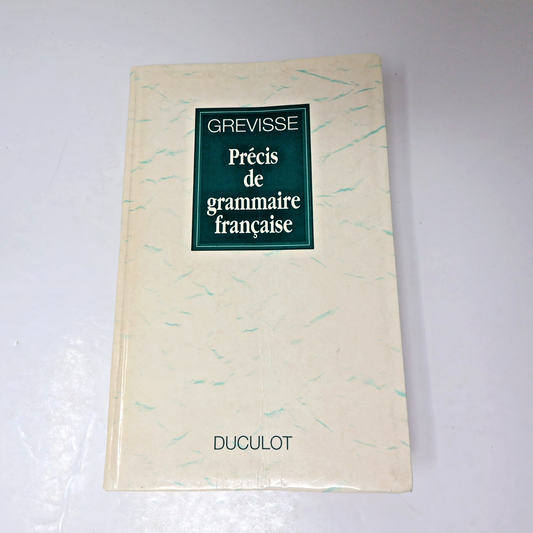 GREVISSE
Précis
de
grammaire
française
DUCULOT